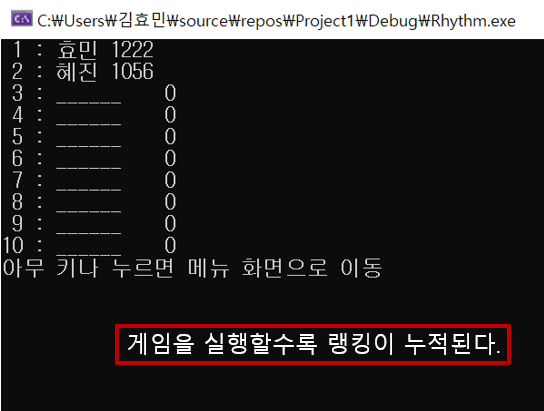 C:\Users\김효민\source\repos\Project1\Debug\Rhythm.exe
1 : 효민 1222
2 : 혜진 1056
3 : ______ 0
4 : ______ 0
5 : ______ 0
6 : ______ 0
7 : ______ 0
8 : ______ 0
9 : ______ 0
10 : ______ 0
아무 키나 누르면 메뉴 화면으로 이동
게임을 실행할수록 랭킹이 누적된다.